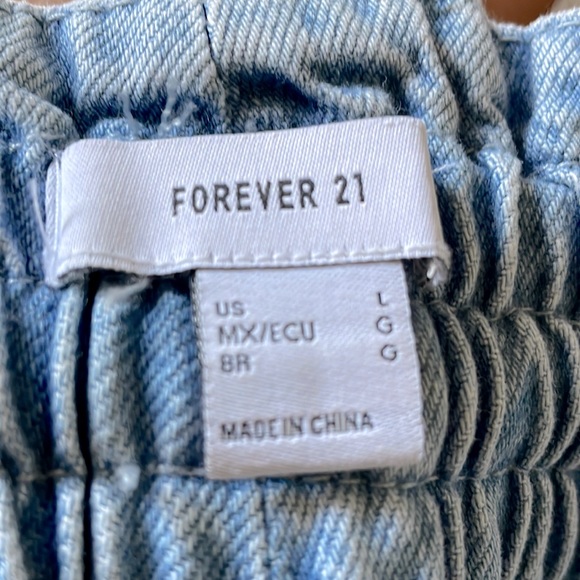 FOREVER 21
US L
MX/ECU G
BR G
MADE IN CHINA